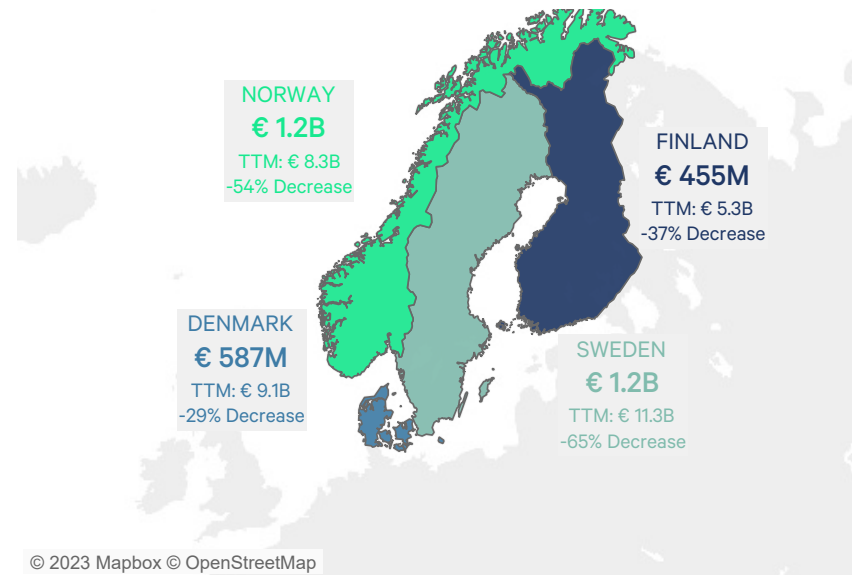 NORWAY
€ 1.2B
TTM: € 8.3B
-54% Decrease
FINLAND
€ 455M
TTM: € 5.3B
-37% Decrease
DENMARK
€ 587M
TTM: € 9.1B
-29% Decrease
SWEDEN
€ 1.2B
TTM: € 11.3B
-65% Decrease
© 2023 Mapbox © OpenStreetMap